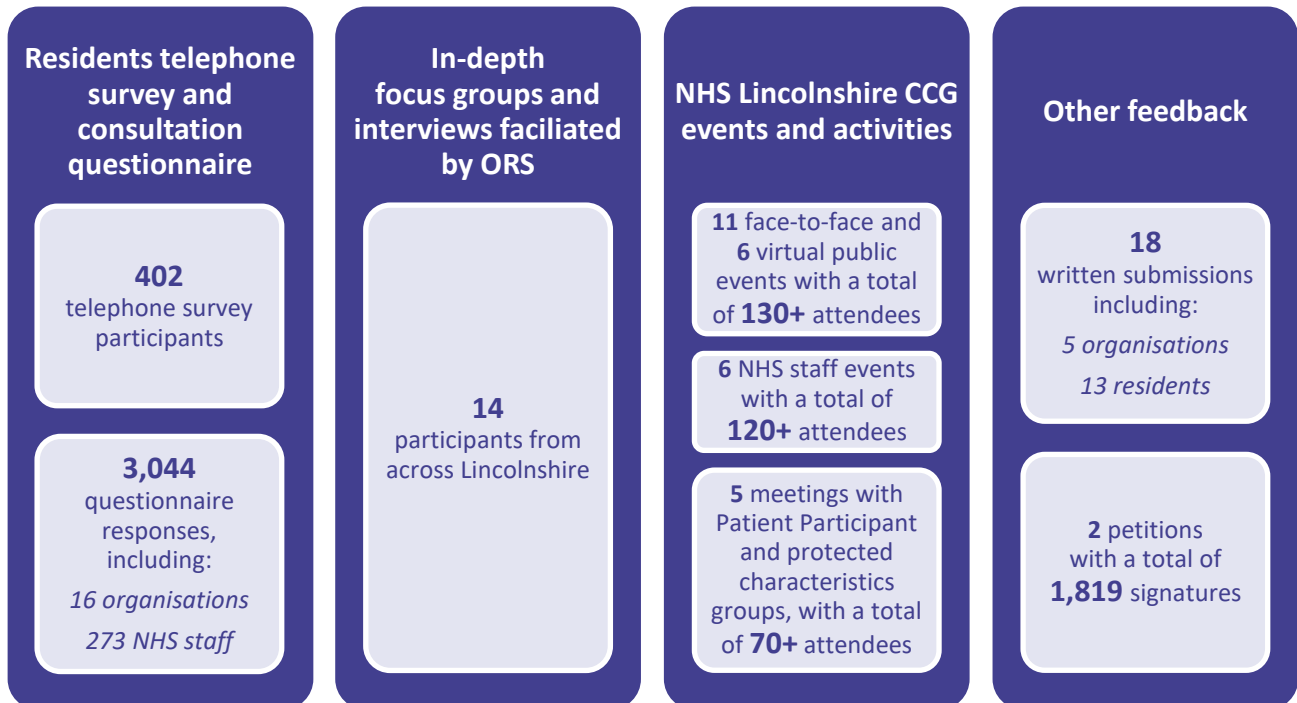 Residents telephone
survey and
consultation
questionnaire
402
telephone survey
participants
3,044
questionnaire
responses,
including:
16 organisations
273 NHS staff
In-depth
focus groups and
interviews faciliated
by ORS
14
participants from
across Lincolnshire
NHS Lincolnshire CCG
events and activities
11 face-to-face and
6 virtual public
events with a total
of 130+ attendees
6 NHS staff events
with a total of
120+ attendees
5 meetings with
Patient Participant
and protected
characteristics
groups, with a total
of 70+ attendees
Other feedback
18
written submissions
including:
5 organisations
13 residents
2 petitions
with a total of
1,819 signatures